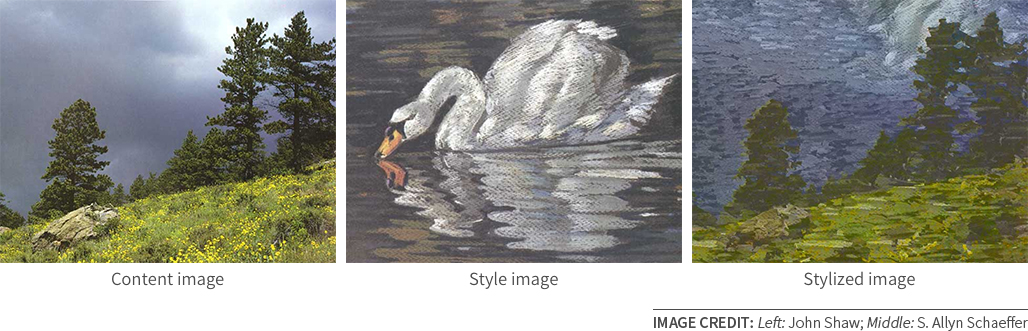 Content image
Style image
Stylized image
IMAGE CREDIT: Left: John Shaw; Middle: S. Allyn Schaeffer